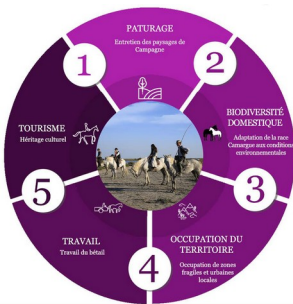 PATURAGE
Entretien des paysages de
Campagne
1
2
BIODIVERSITÉ
DOMESTIQUE
Adaptation de la race
Camargue aux conditions
environnementales
3
OCCUPATION DU
TERRITOIRE
Occupation de zones
fragiles et urbaines
locales
4
TRAVAIL
Travail du bétail
5
TOURISME
Héritage culturel